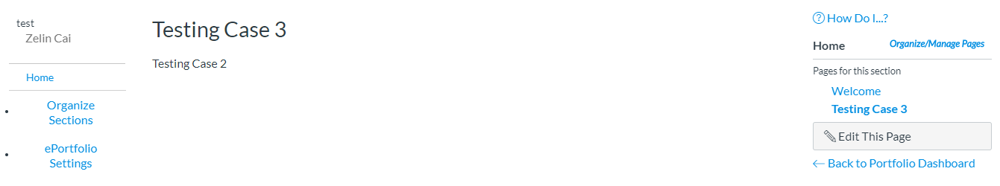 test
Zelin Cai
Home
Organize
Sections
ePortfolio
Settings
Testing Case 3
Testing Case 2
How Do I...?
Home
Organize/Manage Pages
Pages for this section
Welcome
Testing Case 3
Edit This Page
Back to Portfolio Dashboard